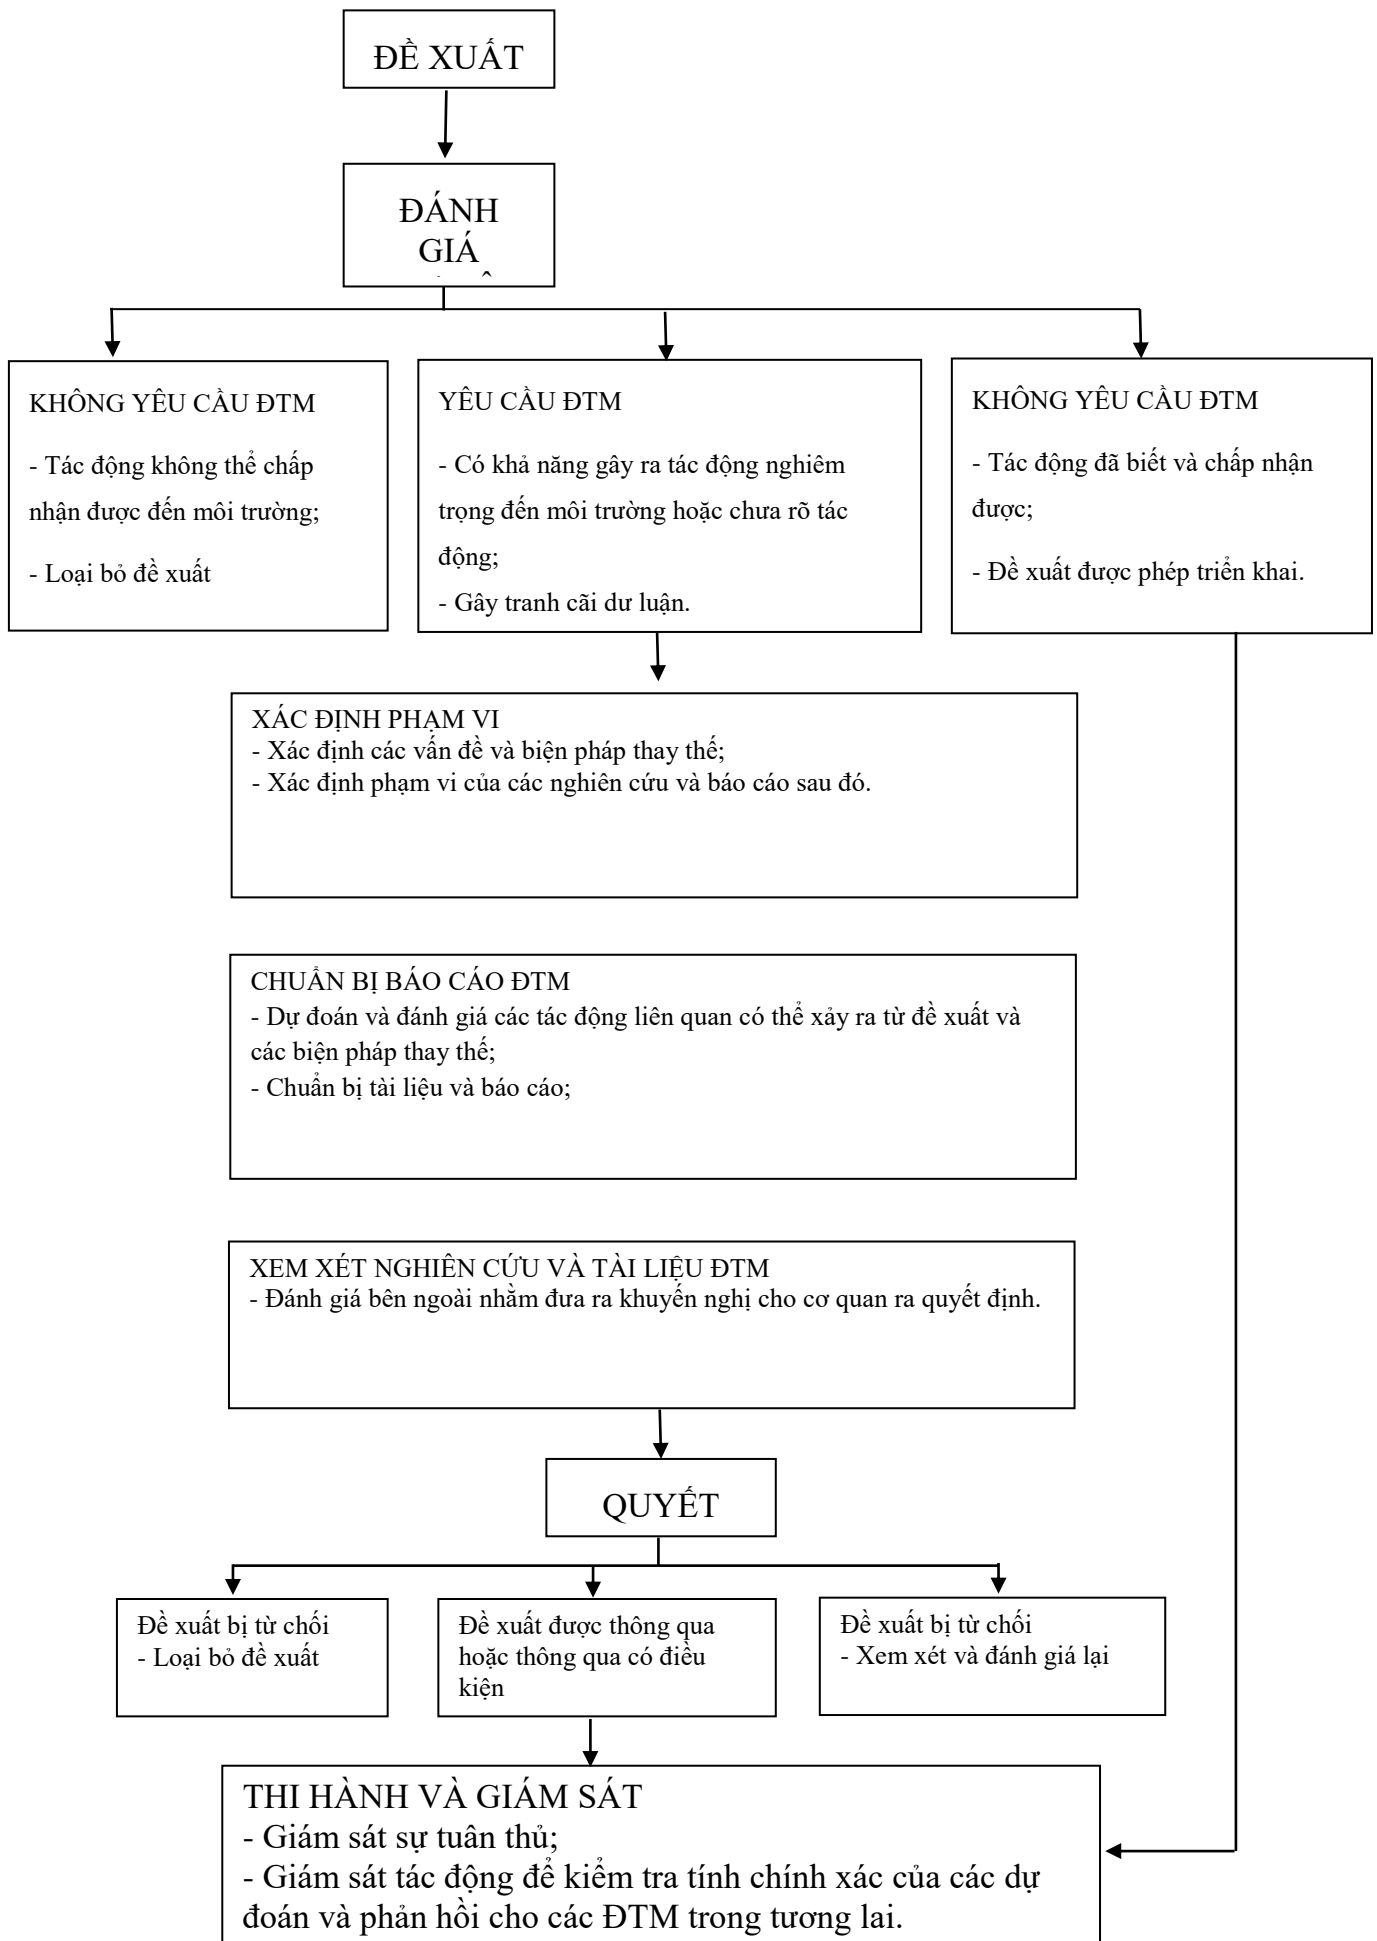 ĐỀ XUẤT
ĐÁNH
GIÁ
KHÔNG YÊU CẦU ĐTM
- Tác động không thể chấp
nhận được đến môi trường;
- Loại bỏ đề xuất
YÊU CẦU ĐTM
- Có khả năng gây ra tác động nghiêm
trọng đến môi trường hoặc chưa rõ tác
động;
- Gây tranh cãi dư luận.
KHÔNG YÊU CẦU ĐTM
- Tác động đã biết và chấp nhận
được;
- Đề xuất được phép triển khai.
XÁC ĐỊNH PHẠM VI
- Xác định các vấn đề và biện pháp thay thế;
- Xác định phạm vi của các nghiên cứu và báo cáo sau đó.
CHUẨN BỊ BÁO CÁO ĐTM
- Dự đoán và đánh giá các tác động liên quan có thể xảy ra từ đề xuất và
các biện pháp thay thế;
- Chuẩn bị tài liệu và báo cáo;
XEM XÉT NGHIÊN CỨU VÀ TÀI LIỆU ĐTM
- Đánh giá bên ngoài nhằm đưa ra khuyến nghị cho cơ quan ra quyết định.
QUYẾT
Đề xuất bị từ chối
- Loại bỏ đề xuất
Đề xuất được thông qua
hoặc thông qua có điều
kiện
Đề xuất bị từ chối
- Xem xét và đánh giá lại
THI HÀNH VÀ GIÁM SÁT
- Giám sát sự tuân thủ;
- Giám sát tác động để kiểm tra tính chính xác của các dự
đoán và phản hồi cho các ĐTM trong tương lai.